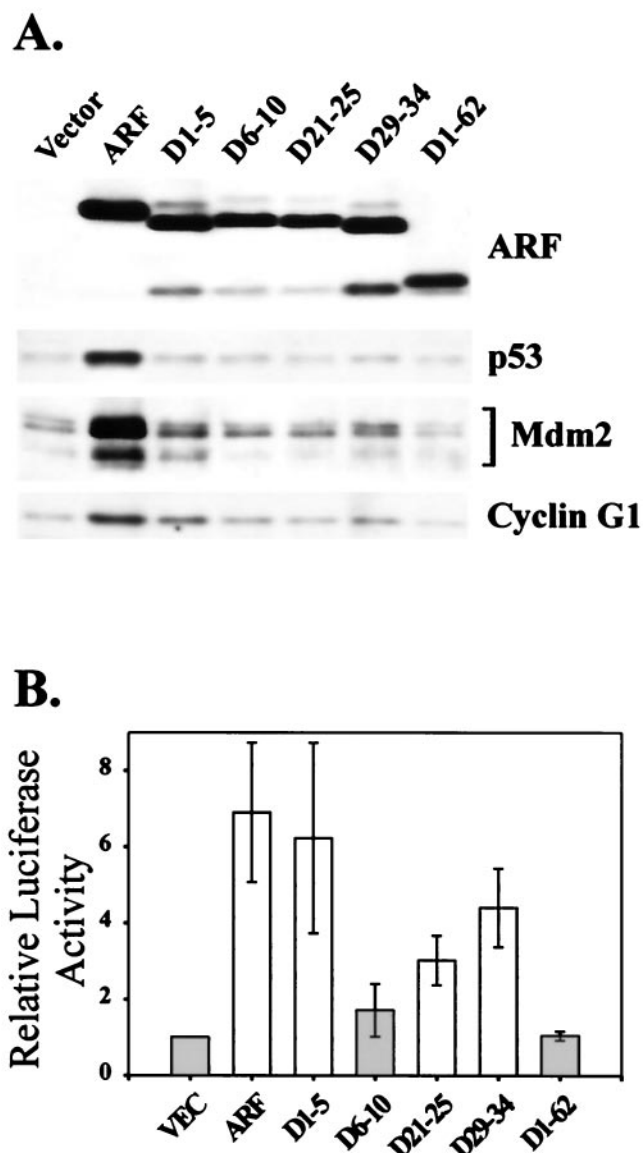 A.
Vector ARF D1-5 D6-10 D21-25 D29-34 D1-62
ARF
p53
Mdm2
Cyclin G1
B.
Relative Luciferase
Activity
8
6
4
2
0
VEC ARF D1-5 D6-10 D21-25 D29-34 D1-62